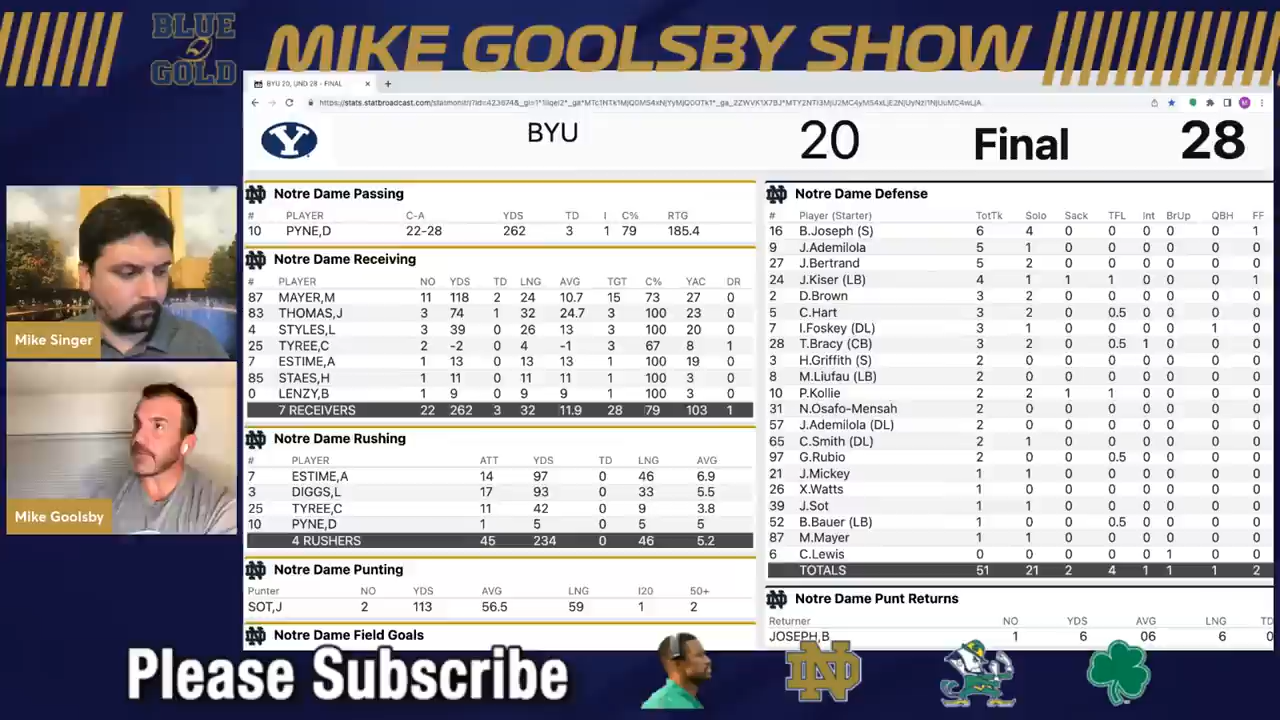 BLUE
GOLD
MIKE GOOLSBY SHOW
BYU 20, UND 28 - FINAL
BYU 20 Final 28
Notre Dame Passing
# PLAYER C-A YDS TD I C% RTG
10 PYNE,D 22-28 262 3 1 79 185.4
Notre Dame Receiving
# PLAYER NO YDS TD LNG AVG TGT C% YAC DR
87 MAYER,M 11 118 2 24 10.7 15 73 27 0
83 THOMAS,J 3 74 1 32 24.7 3 100 23 0
4 STYLES,L 3 39 0 26 13 3 100 20 0
25 TYREE,C 2 -2 0 4 -1 3 67 8 1
7 ESTIME,A 1 13 0 13 13 1 100 19 0
85 STAES,H 1 11 0 11 11 1 100 3 0
0 LENZY,B 1 9 0 9 9 1 100 3 0
7 RECEIVERS 22 262 3 32 11.9 28 79 103 1
Notre Dame Rushing
# PLAYER ATT YDS TD LNG AVG
7 ESTIME,A 14 97 0 46 6.9
3 DIGGS,L 17 93 0 33 5.5
25 TYREE,C 11 42 0 9 3.8
10 PYNE,D 1 5 0 5 5
4 RUSHERS 45 234 0 46 5.2
Notre Dame Punting
Punter NO YDS AVG LNG I20 50+
SOT,J 2 113 56.5 59 1 2
Notre Dame Field Goals
Notre Dame Defense
# Player (Starter) TotTk Solo Sack TFL Int BrUp QBH FF
16 B.Joseph (S) 6 4 0 0 0 0 0 1
9 J.Ademilola 5 1 0 0 0 0 0 0
27 J.Bertrand 5 2 0 0 0 0 0 0
24 J.Kiser (LB) 4 1 1 1 0 0 0 1
2 D.Brown 3 2 0 0 0 0 0 0
5 C.Hart 3 2 0 0.5 0 0 0 0
7 I.Foskey (DL) 3 1 0 0 0 0 1 0
28 T.Bracy (CB) 3 2 0 0.5 1 0 0 0
3 H.Griffith (S) 2 0 0 0 0 0 0 0
8 M.Liufau (LB) 2 0 0 0 0 0 0 0
10 P.Kollie 2 2 1 1 0 0 0 0
31 N.Osafo-Mensah 2 0 0 0 0 0 0 0
57 J.Ademilola (DL) 2 0 0 0 0 0 0 0
65 C.Smith (DL) 2 1 0 0 0 0 0 0
97 G.Rubio 2 0 0 0.5 0 0 0 0
21 J.Mickey 1 1 0 0 0 0 0 0
26 X.Watts 1 0 0 0 0 0 0 0
39 J.Sot 1 1 0 0 0 0 0 0
52 B.Bauer (LB) 1 0 0 0.5 0 0 0 0
87 M.Mayer 1 1 0 0 0 0 0 0
6 C.Lewis 0 0 0 0 0 1 0 0
TOTALS 51 21 2 4 1 1 1 2
Notre Dame Punt Returns
Returner NO YDS AVG LNG TD
JOSEPH,B 1 6 06 6 0
Mike Singer
Mike Goolsby
Please Subscribe